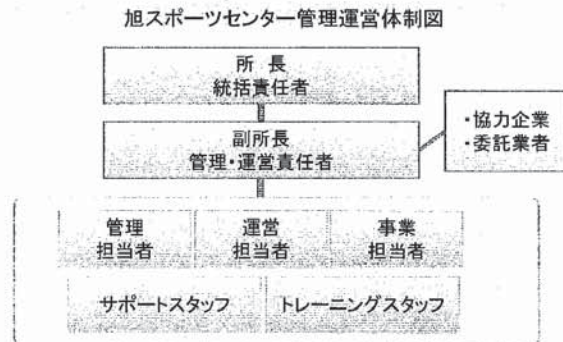 旭スポーツセンター管理運営体制図
所 長
統括責任者
副所長
管理・運営責任者
・協力企業
・委託業者
管理
担当者
運営
担当者
事業
担当者
サポートスタッフ
トレーニングスタッフ